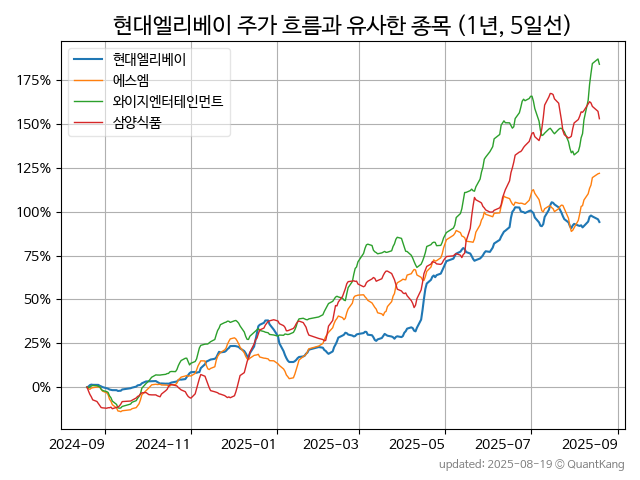 현대엘리베이 주가 흐름과 유사한 종목 (1년, 5일선)
현대엘리베이
에스엠
와이지엔터테인먼트
삼양식품
175%
150%
125%
100%
75%
50%
25%
0%
2024-09 2024-11 2025-01 2025-03 2025-05 2025-07 2025-09
updated: 2025-08-19 © QuantKang